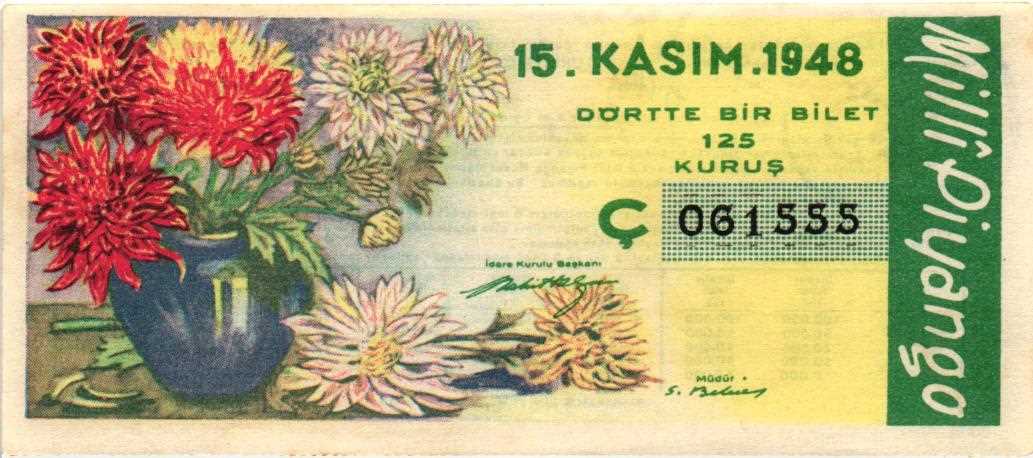 15. KASIM.1948
DÖRTTE BİR BİLET
125
KURUŞ
Ç 061555
İdare Kurulu Başkanı
Müdür
Milli Piyango